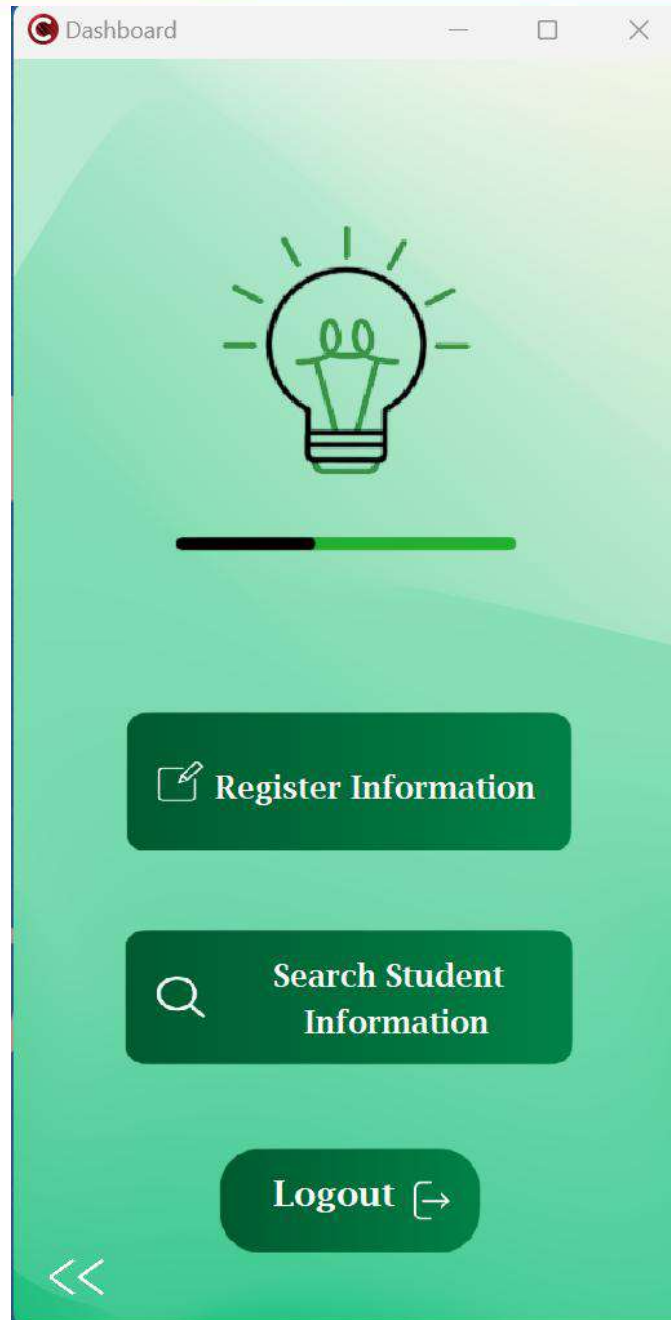 Dashboard
Register Information
Search Student
Information
Logout
<<